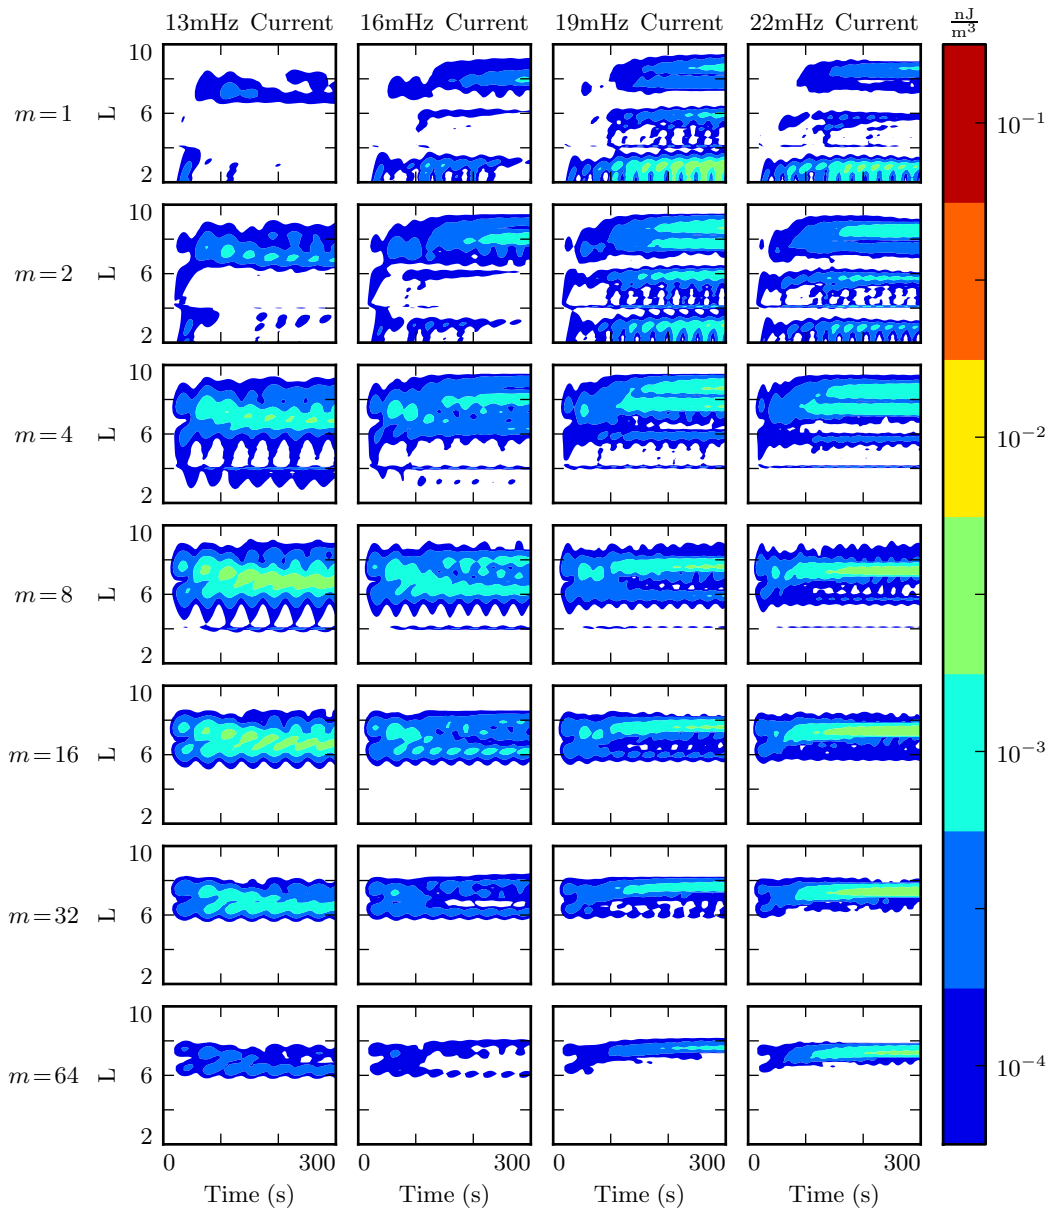 13mHz Current 16mHz Current 19mHz Current 22mHz Current nJ/m³
m=1 L 10 6 2
10⁻¹
m=2 L 10 6 2
m=4 L 10 6 2
10⁻²
m=8 L 10 6 2
m=16 L 10 6 2
10⁻³
m=32 L 10 6 2
m=64 L 10 6 2
10⁻⁴
0 300 0 300 0 300 0 300
Time (s) Time (s) Time (s) Time (s)